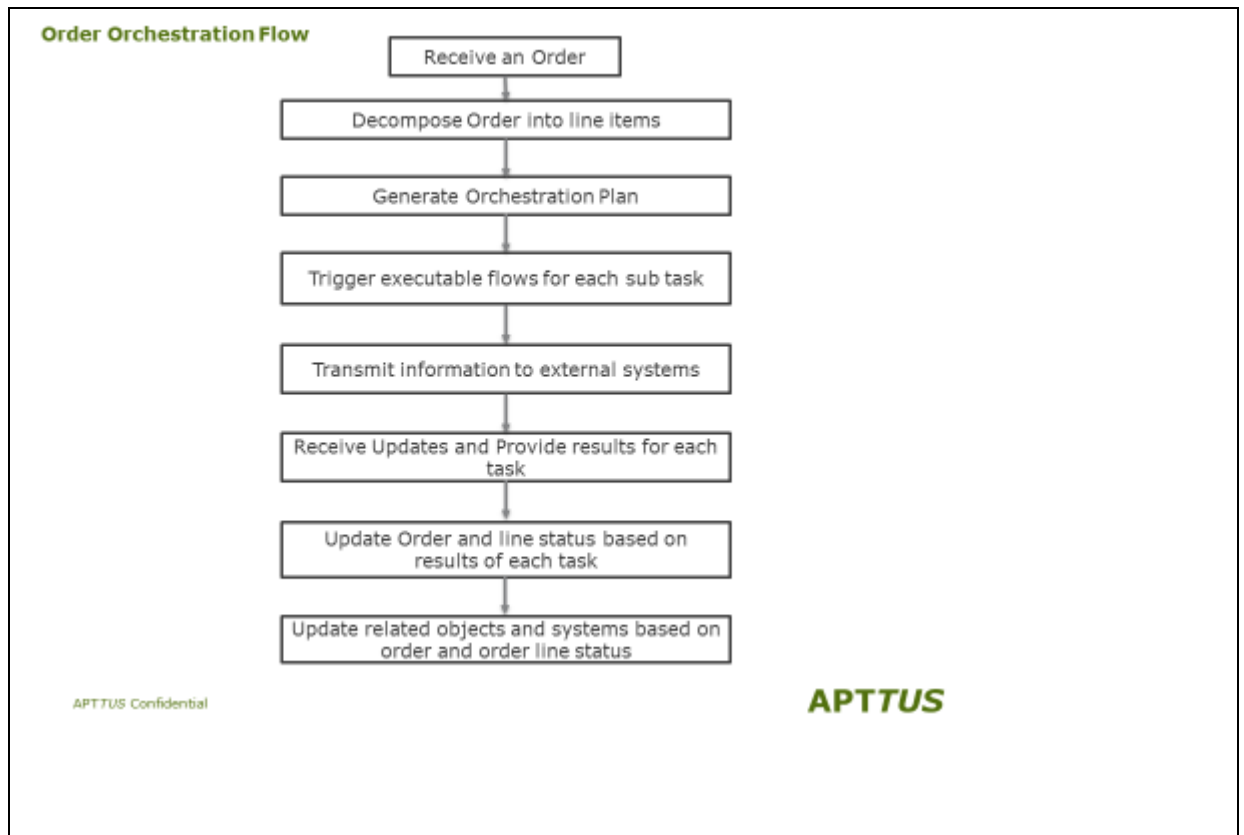 Order Orchestration Flow
Receive an Order
Decompose Order into line items
Generate Orchestration Plan
Trigger executable flows for each sub task
Transmit information to external systems
Receive Updates and Provide results for each
task
Update Order and line status based on
results of each task
Update related objects and systems based on
order and order line status
APTTUS Confidential
APTTUS